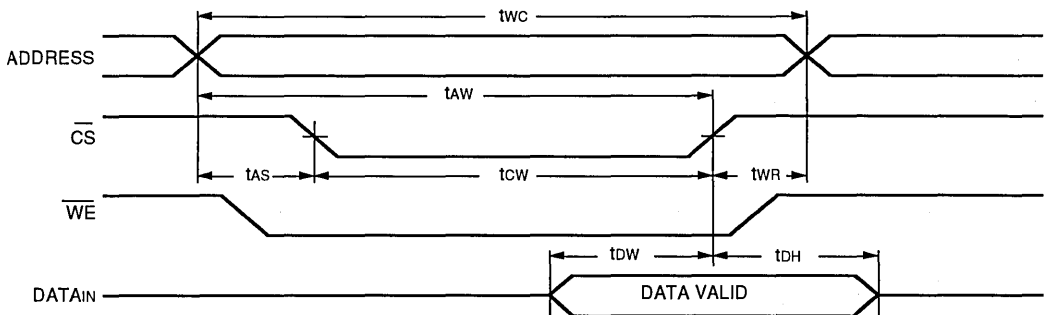 tWC
ADDRESS
tAW
CS
tAS tCW tWR
WE
tDW tDH
DATAIN DATA VALID